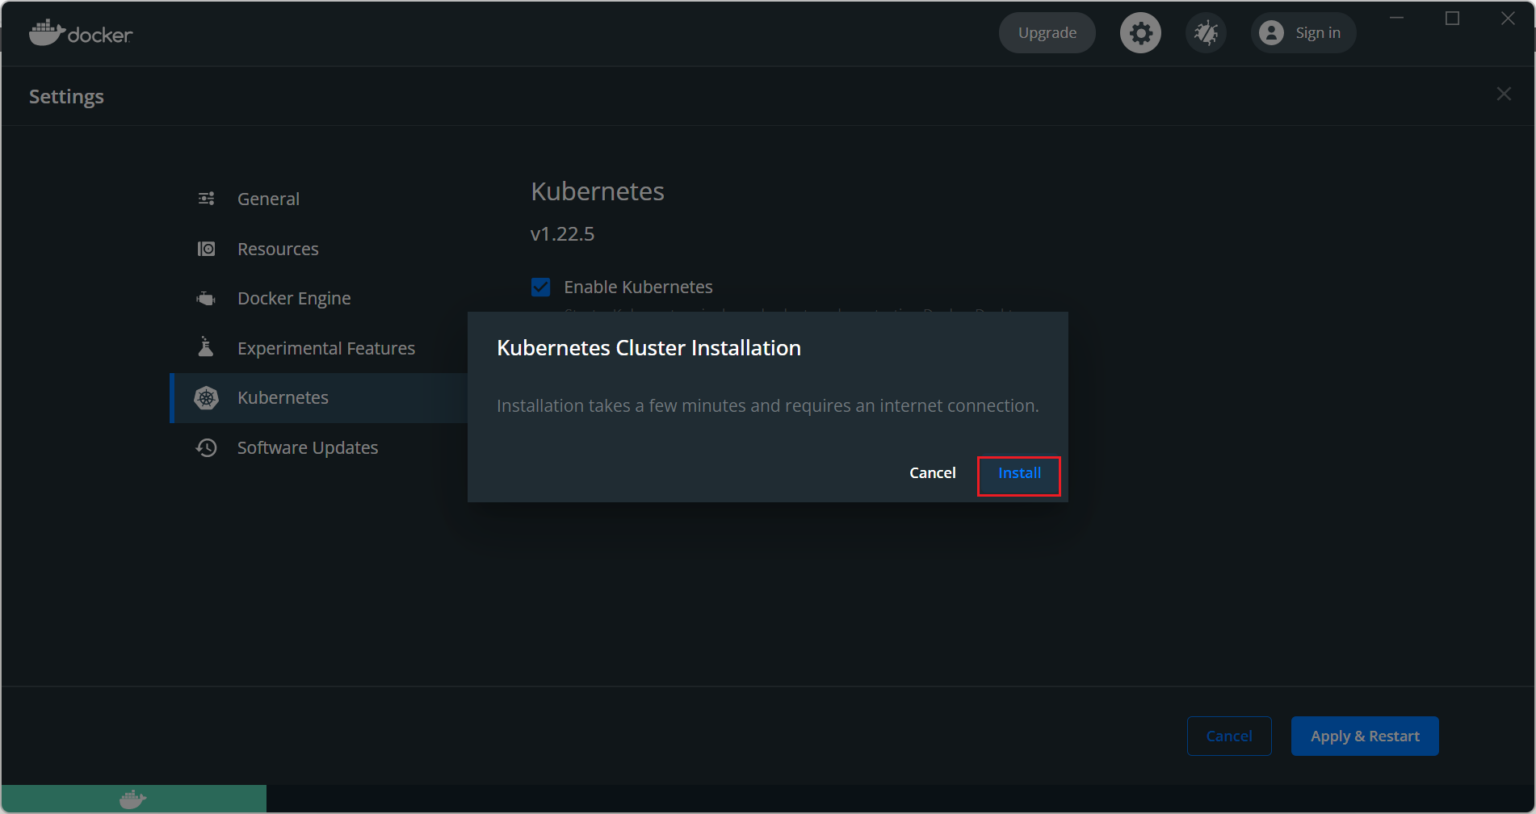 docker
Upgrade
Sign in
Settings
General
Resources
Docker Engine
Experimental Features
Kubernetes
Software Updates
Kubernetes
v1.22.5
Enable Kubernetes
Kubernetes Cluster Installation
Installation takes a few minutes and requires an internet connection.
Cancel Install
Cancel Apply & Restart